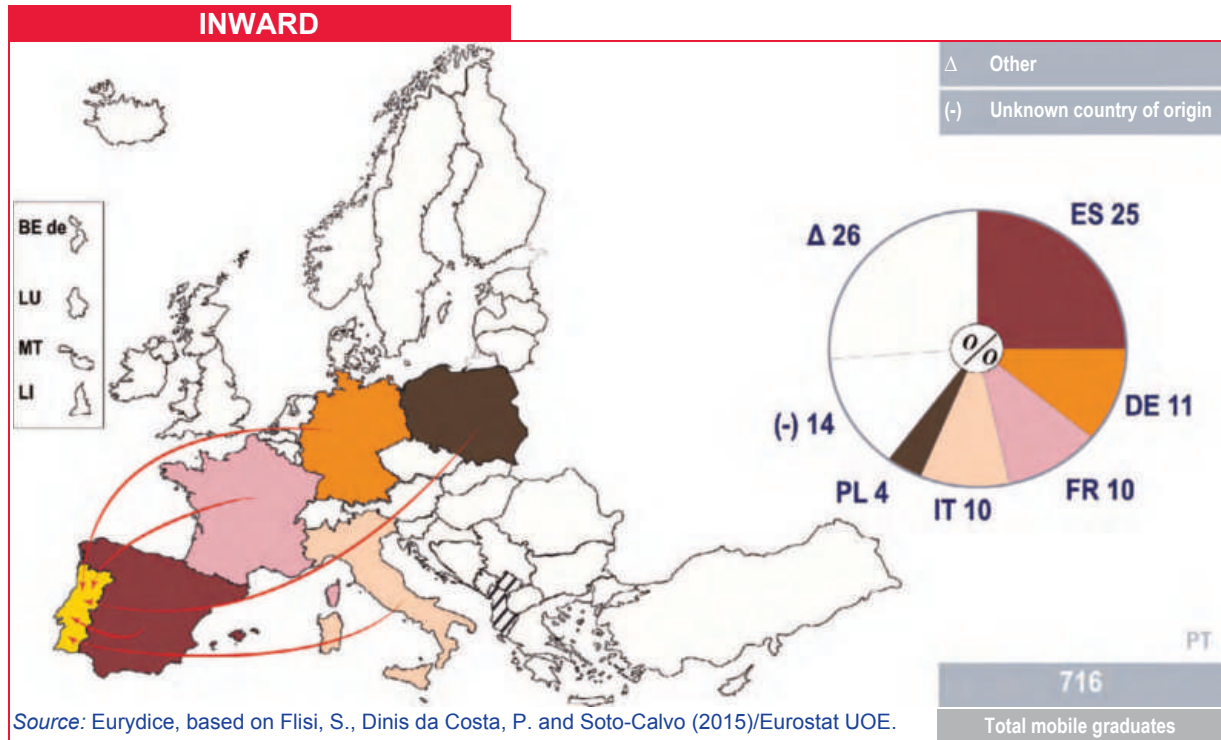 INWARD
Δ Other
(-) Unknown country of origin
BE de
LU
MT
LI
ES 25
Δ 26
%
DE 11
(-) 14
FR 10
PL 4
IT 10
PT
716
Total mobile graduates
Source: Eurydice, based on Flisi, S., Dinis da Costa, P. and Soto-Calvo (2015)/Eurostat UOE.